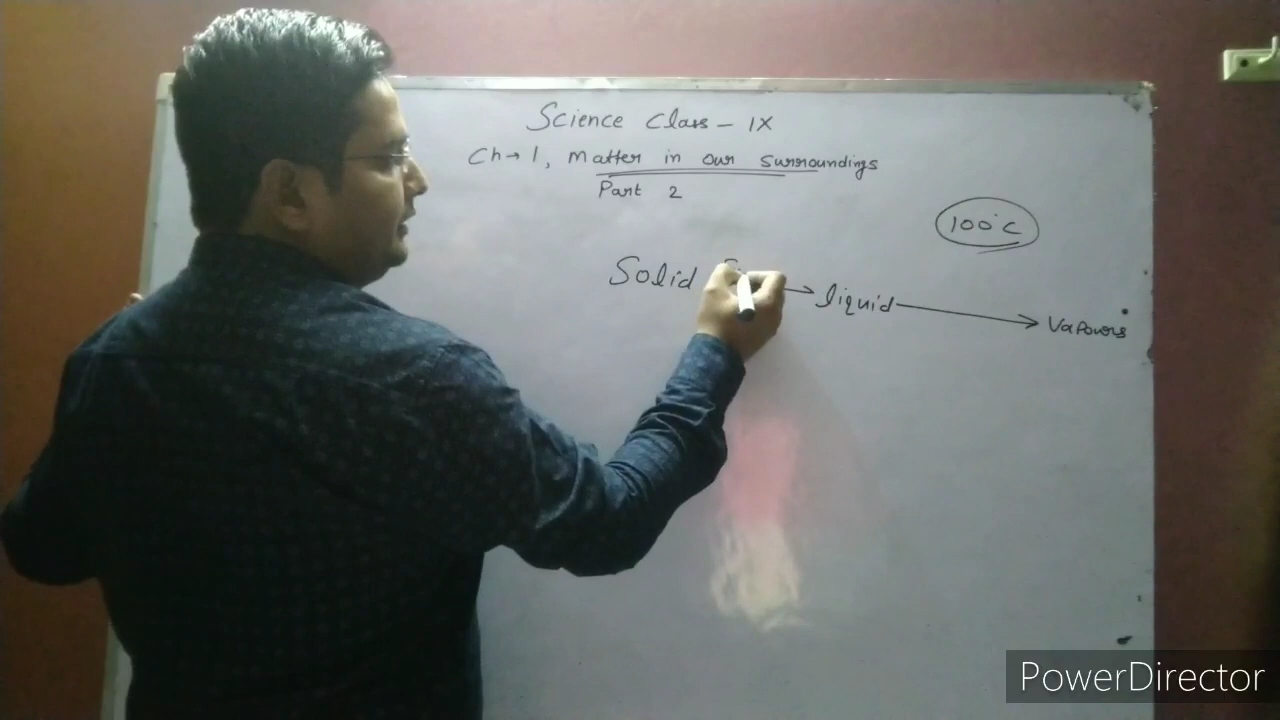 Science Class - IX
Ch→1, Matter in our surroundings
Part 2
100°C
Solid → liquid → Vapours
PowerDirector